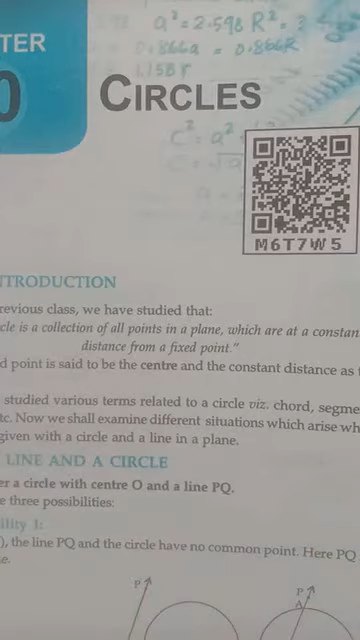 a² = 2.598 R² = ?
0.866a = 0.866R
1.15Br
TER
0
CIRCLES
M6T7W5
NTRODUCTION
revious class, we have studied that:
cle is a collection of all points in a plane, which are at a constan
distance from a fixed point."
d point is said to be the centre and the constant distance as
studied various terms related to a circle viz. chord, segme
tc. Now we shall examine different situations which arise wh
given with a circle and a line in a plane.
LINE AND A CIRCLE
er a circle with centre O and a line PQ.
e three possibilities:
ility 1:
), the line PQ and the circle have no common point. Here PQ
e.
P
P
A